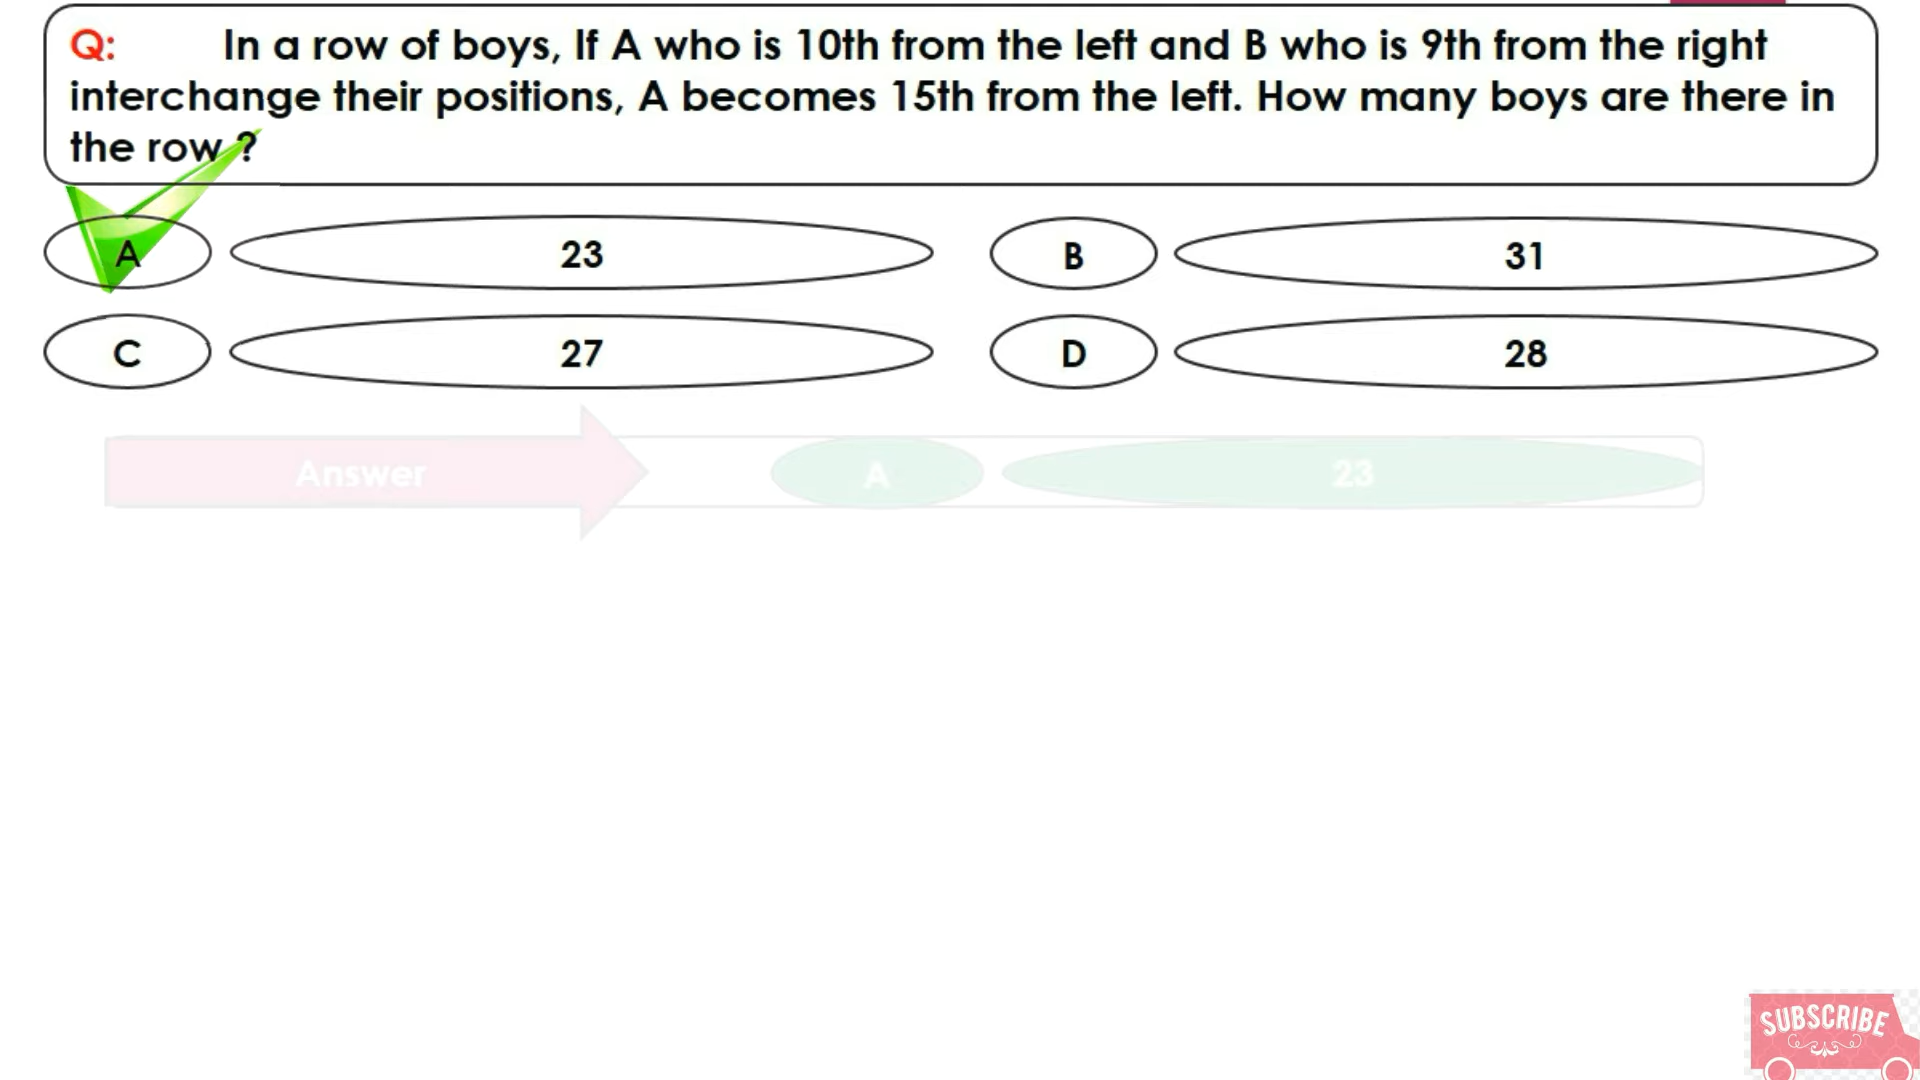 Q: In a row of boys, If A who is 10th from the left and B who is 9th from the right
interchange their positions, A becomes 15th from the left. How many boys are there in
the row ?
A 23 B 31
C 27 D 28
Answer A 23
SUBSCRIBE